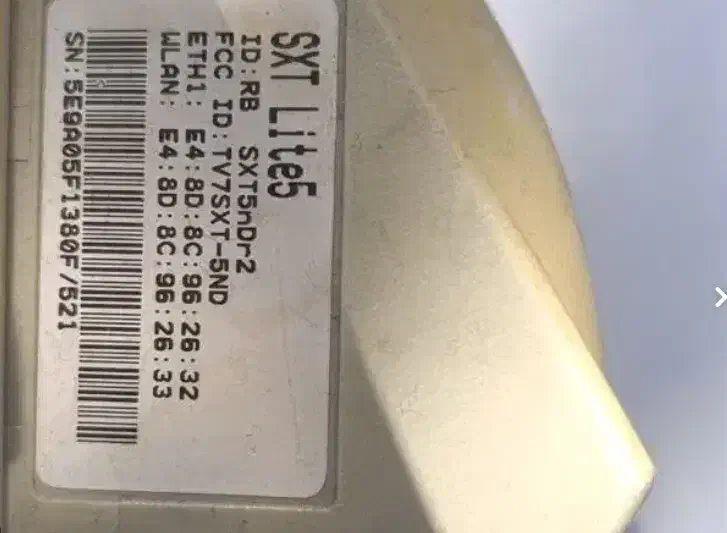 SXT Lite5
ID:RB SXT5nDr2
FCC ID:TV7SXT-5ND
ETH1: E4:8D:8C:96:26:32
WLAN: E4:8D:8C:96:26:33
SN:5E9A05F1380F/521